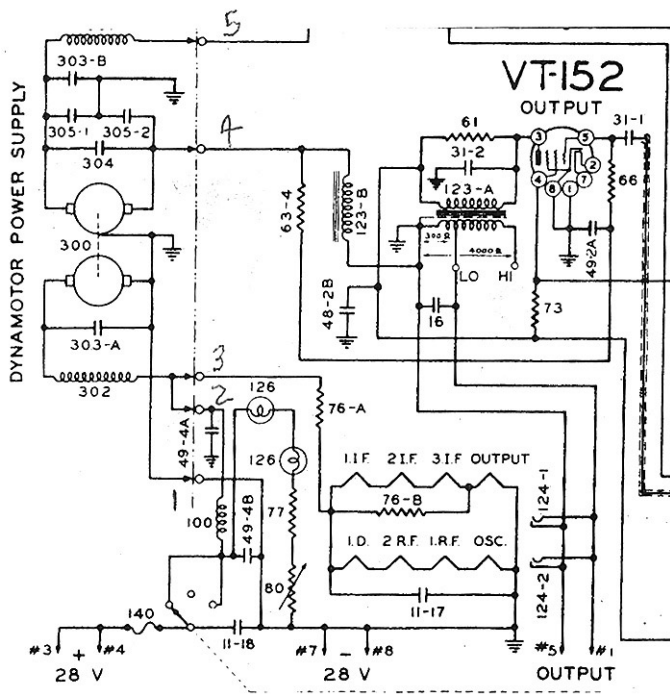 5
303-B
305-1 305-2
304
4
DYNAMOTOR POWER SUPPLY
300
303-A
302
3
2
1
49-4A
100
49-4B
126
126
77
80
140
11-18
#3 + #4
28 V
#7 - #8
28 V
63-4
123-B
48-2B
76-A
1.I.F. 2 I.F. 3 I.F OUTPUT
76-B
1.D. 2 R.F. 1.R.F. OSC.
11-17
VT-152
OUTPUT
61
31-2
123-A
300 Ω
4000 Ω
LO HI
16
3 5
2
4 7
8 1
31-1
66
49-2A
73
124-1
124-2
#5 #1
OUTPUT